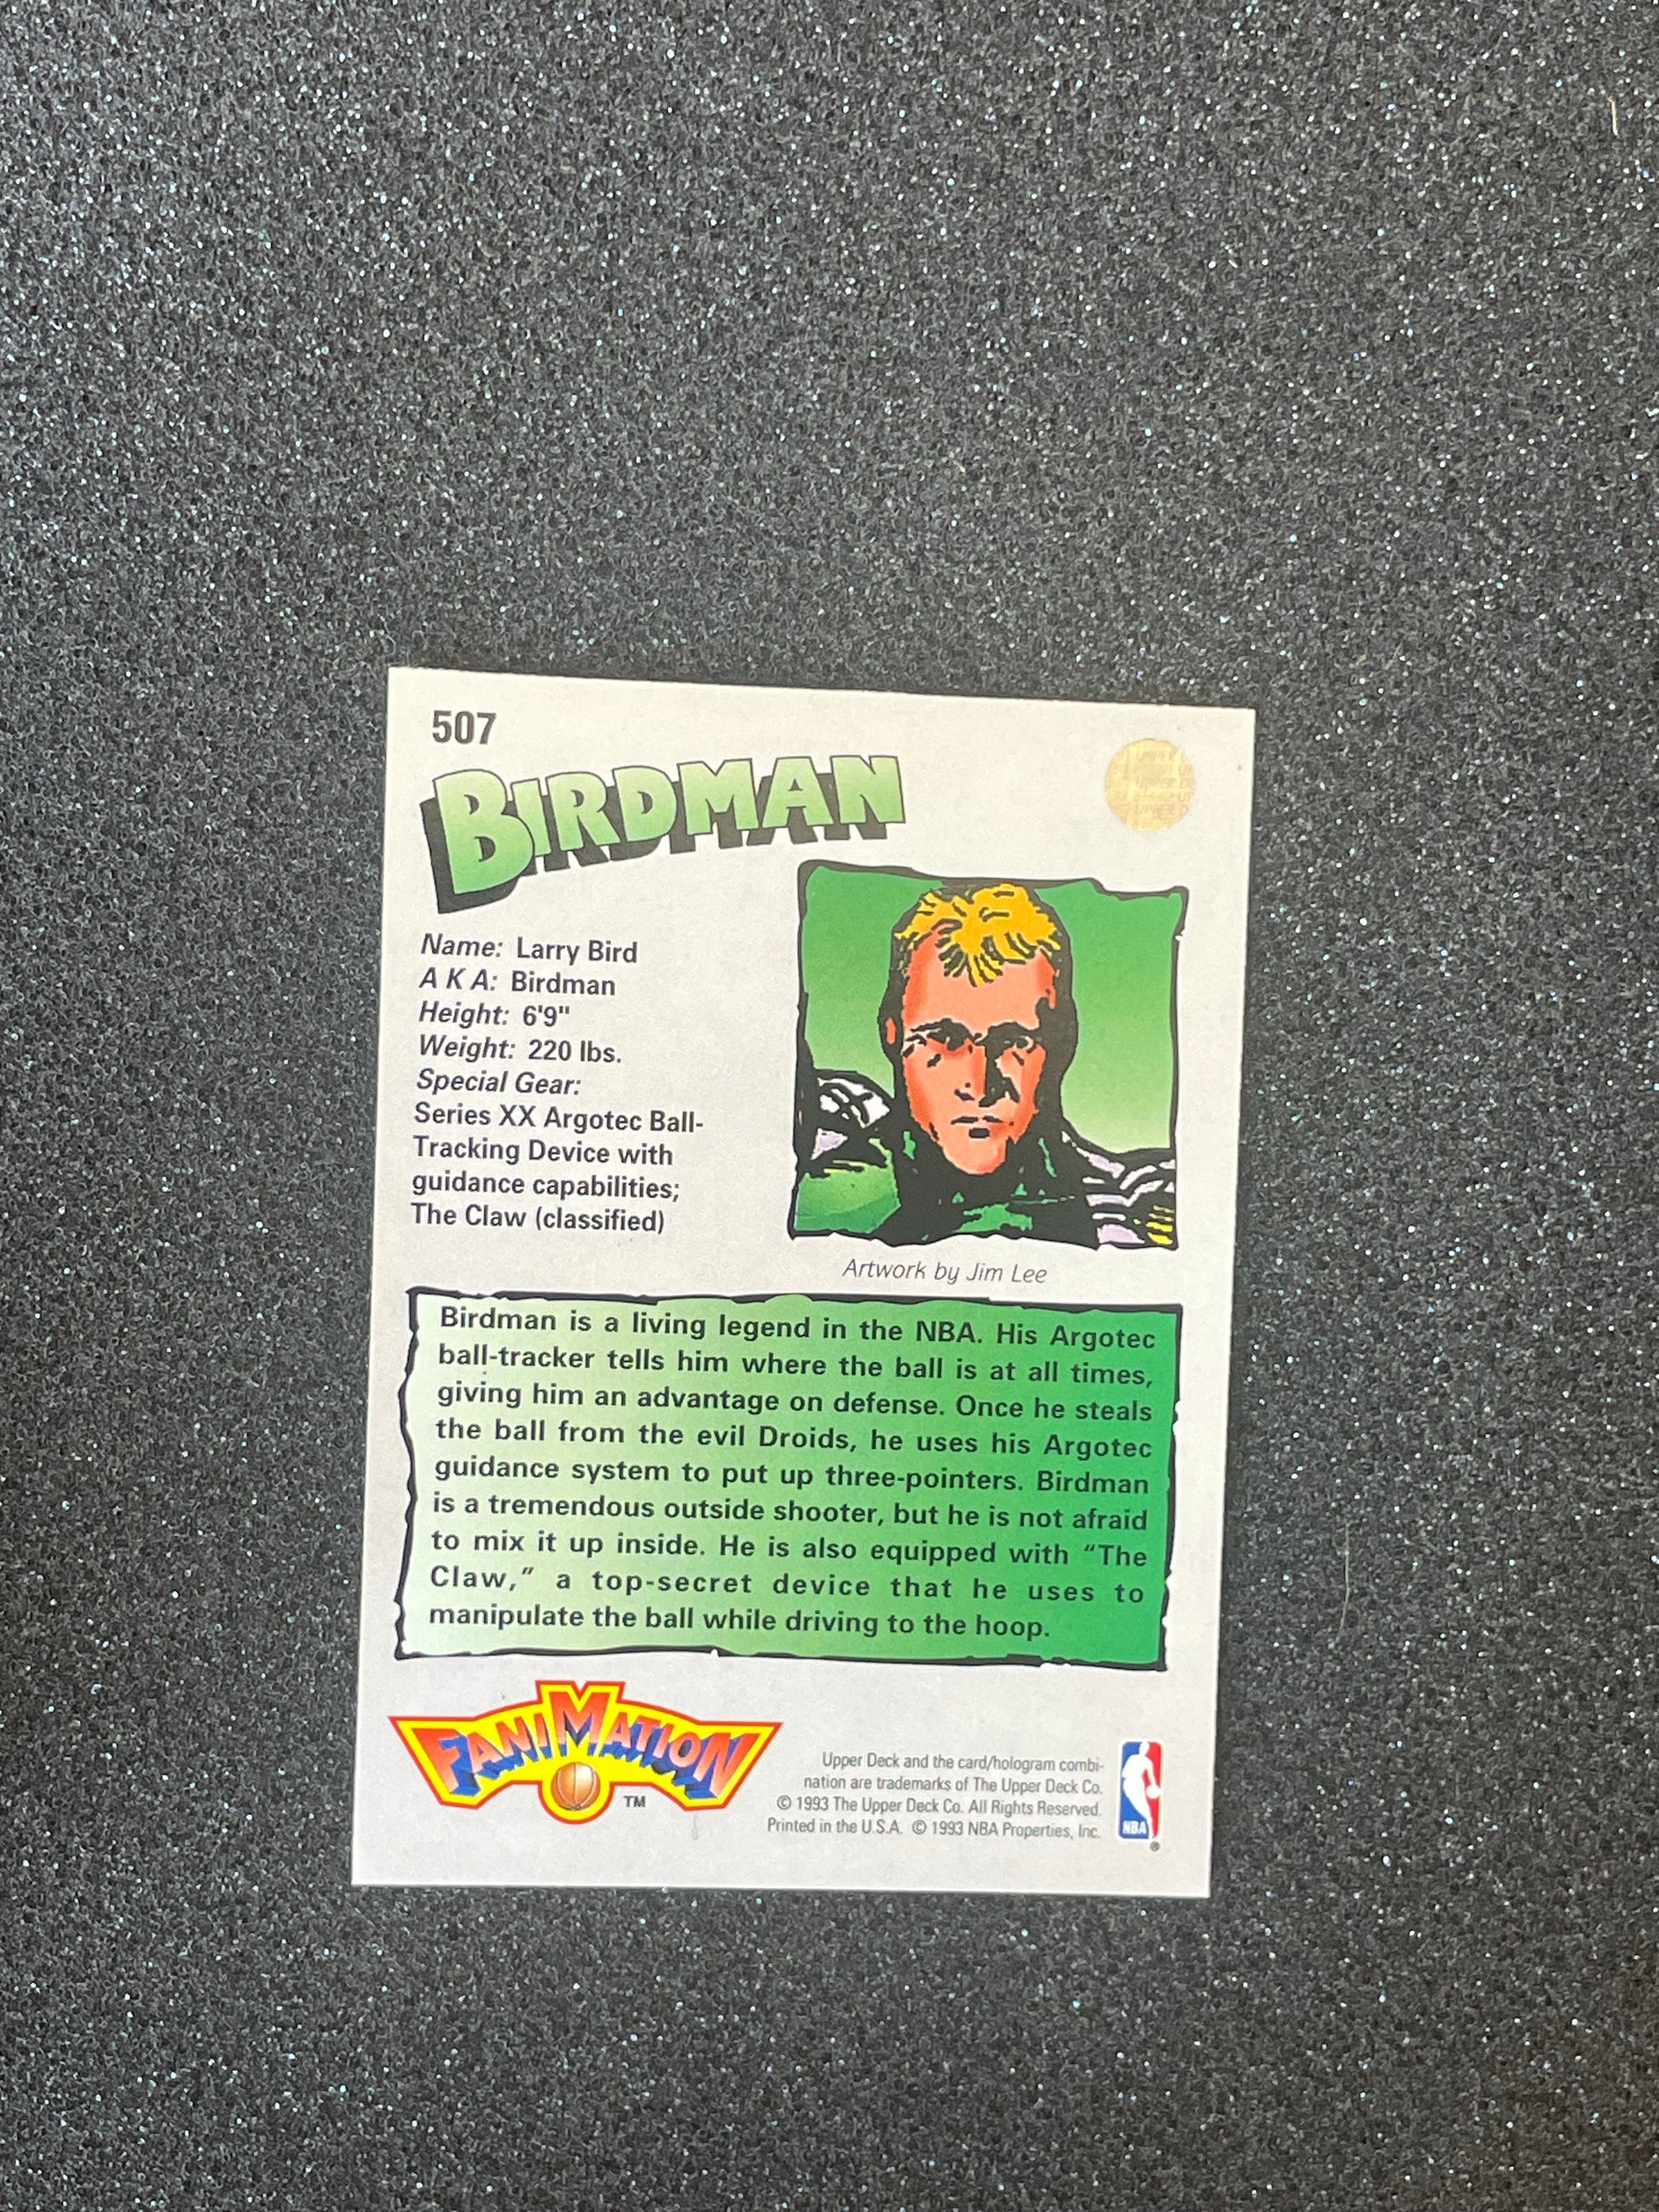 507
BIRDMAN
Name: Larry Bird
A K A: Birdman
Height: 6'9"
Weight: 220 lbs.
Special Gear:
Series XX Argotec Ball-
Tracking Device with
guidance capabilities;
The Claw (classified)
Artwork by Jim Lee
Birdman is a living legend in the NBA. His Argotec
ball-tracker tells him where the ball is at all times,
giving him an advantage on defense. Once he steals
the ball from the evil Droids, he uses his Argotec
guidance system to put up three-pointers. Birdman
is a tremendous outside shooter, but he is not afraid
to mix it up inside. He is also equipped with “The
Claw,” a top-secret device that he uses to
manipulate the ball while driving to the hoop.
FANIMATION
TM
Upper Deck and the card/hologram combi-
nation are trademarks of The Upper Deck Co.
© 1993 The Upper Deck Co. All Rights Reserved.
Printed in the U.S.A. © 1993 NBA Properties, Inc.
NBA
®